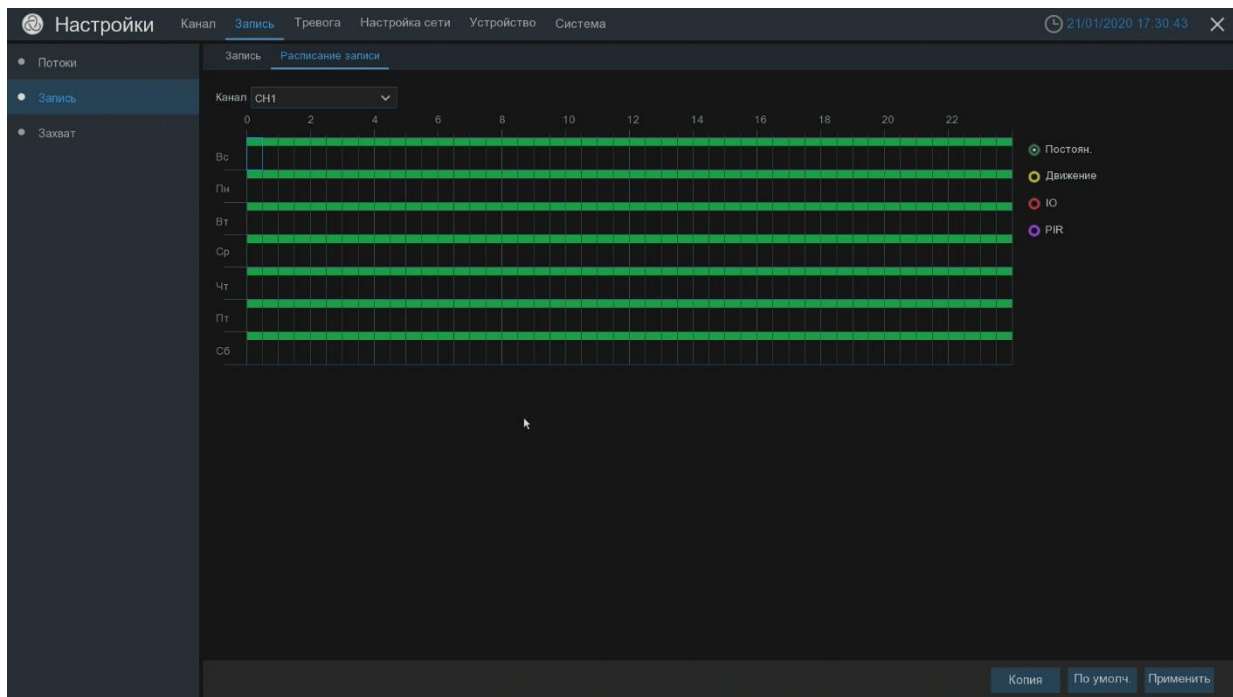 Настройки Канал Запись Тревога Настройка сети Устройство Система 21/01/2020 17:30:43
Потоки
Запись
Захват
Запись Расписание записи
Канал CH1
0 2 4 6 8 10 12 14 16 18 20 22
Вс
Пн
Вт
Ср
Чт
Пт
Сб
Постоян.
Движение
IO
PIR
Копия По умолч. Применить